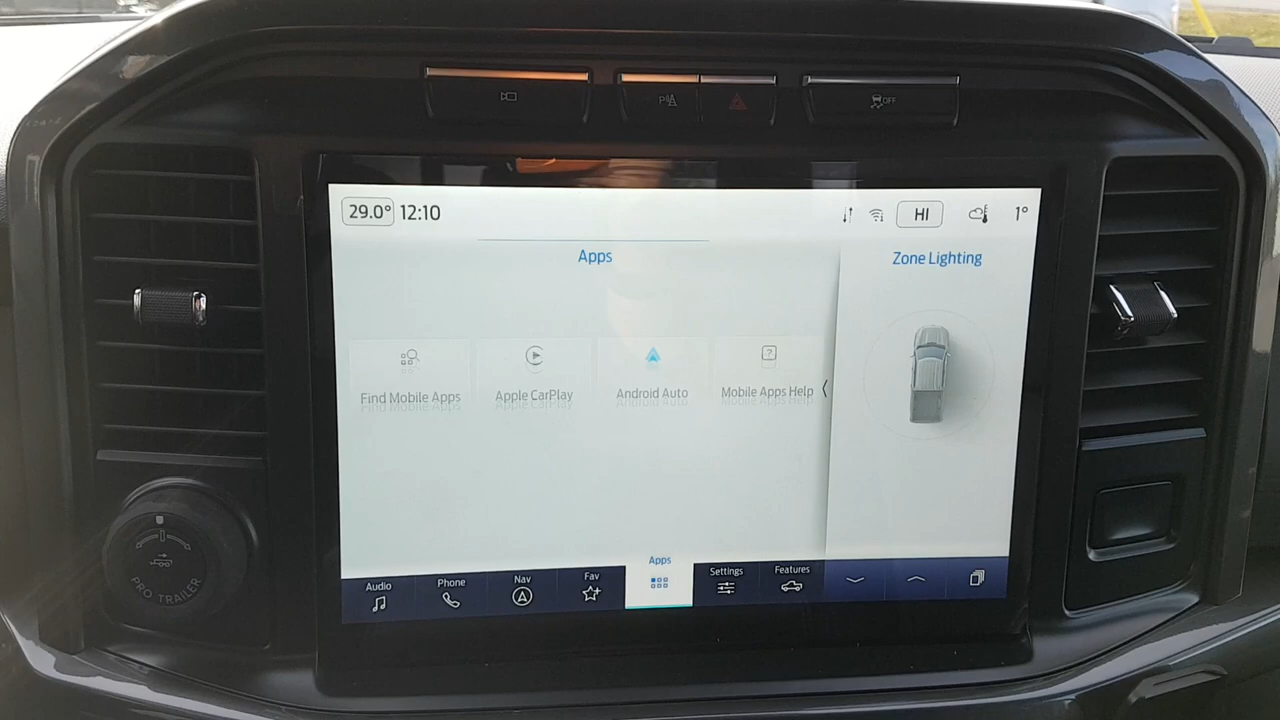 OFF
29.0° 12:10
HI
1°
Apps
Zone Lighting
Find Mobile Apps
Apple CarPlay
Android Auto
Mobile Apps Help
?
Audio
Phone
Nav
Fav
Apps
Settings
Features
PRO TRAILER